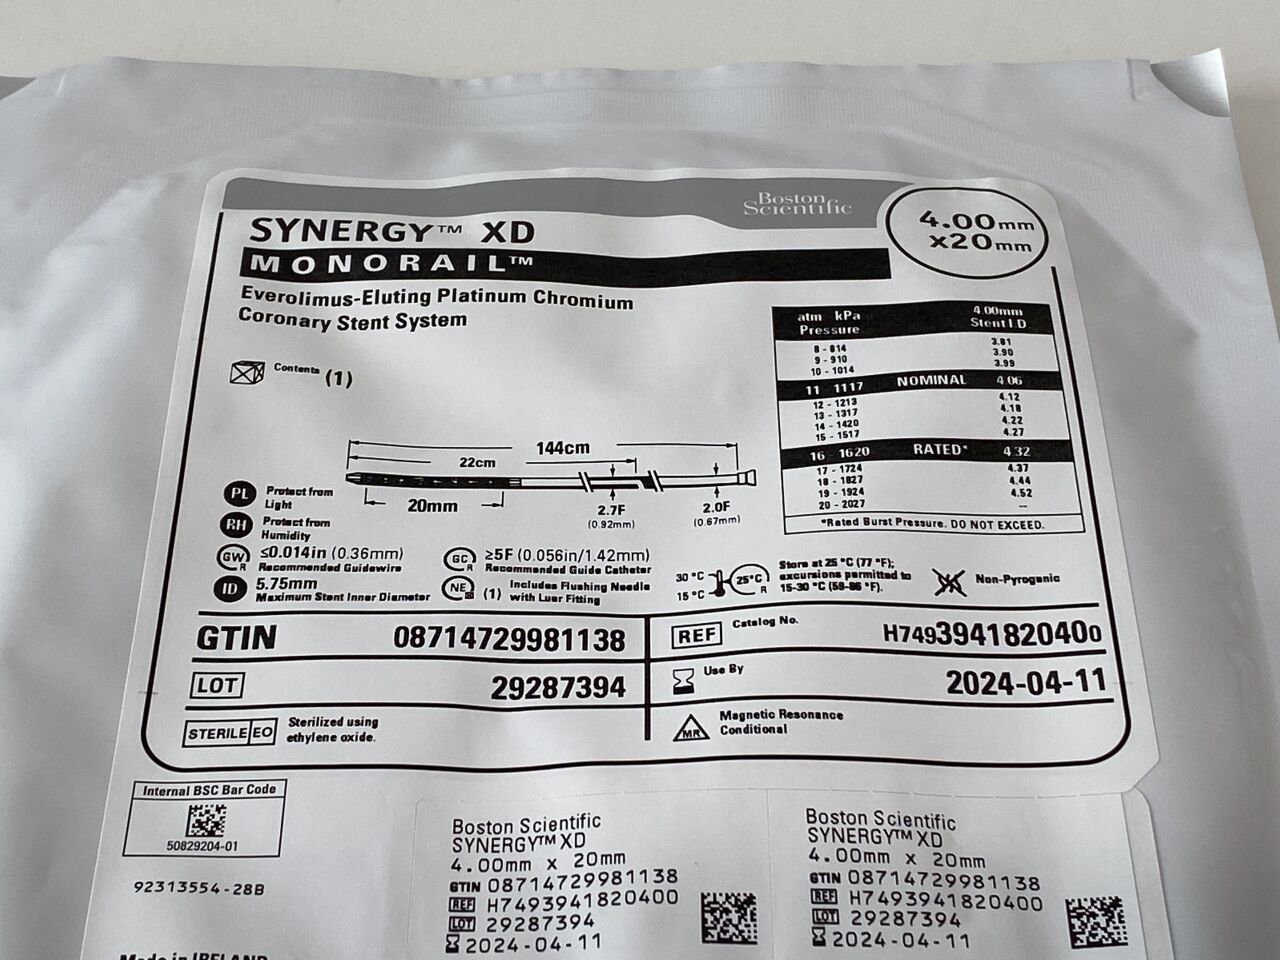 Boston
Scientific
SYNERGY™ XD
MONORAIL™
Everolimus-Eluting Platinum Chromium
Coronary Stent System
4.00mm
x20mm
Contents (1)
atm kPa
Pressure
4.00mm
Stent I.D
8 - 814 3.81
9 - 910 3.90
10 - 1014 3.99
11 - 1117 NOMINAL 4.06
12 - 1213 4.12
13 - 1317 4.18
14 - 1420 4.22
15 - 1517 4.27
16 - 1620 RATED* 4.32
17 - 1724 4.37
18 - 1827 4.44
19 - 1924 4.52
20 - 2027 --
*Rated Burst Pressure. DO NOT EXCEED.
144cm
22cm
20mm
2.7F
(0.92mm)
2.0F
(0.67mm)
PL Protect from
Light
RH Protect from
Humidity
GW R ≤0.014in (0.36mm)
Recommended Guidewire
ID 5.75mm
Maximum Stent Inner Diameter
GC R ≥5F (0.056in/1.42mm)
Recommended Guide Catheter
NE (1) Includes Flushing Needle
with Luer Fitting
30 °C
15 °C
25°C
R
Store at 25 °C (77 °F);
excursions permitted to
15-30 °C (59-86 °F).
Non-Pyrogenic
GTIN 08714729981138
REF Catalog No. H7493941820400
LOT 29287394
Use By 2024-04-11
STERILE EO Sterilized using
ethylene oxide.
MR Magnetic Resonance
Conditional
Internal BSC Bar Code
50829204-01
92313554-28B
Made in IRELAND
Boston Scientific
SYNERGY™ XD
4.00mm x 20mm
GTIN 08714729981138
REF H7493941820400
LOT 29287394
2024-04-11
Boston Scientific
SYNERGY™ XD
4.00mm x 20mm
GTIN 08714729981138
REF H7493941820400
LOT 29287394
2024-04-11